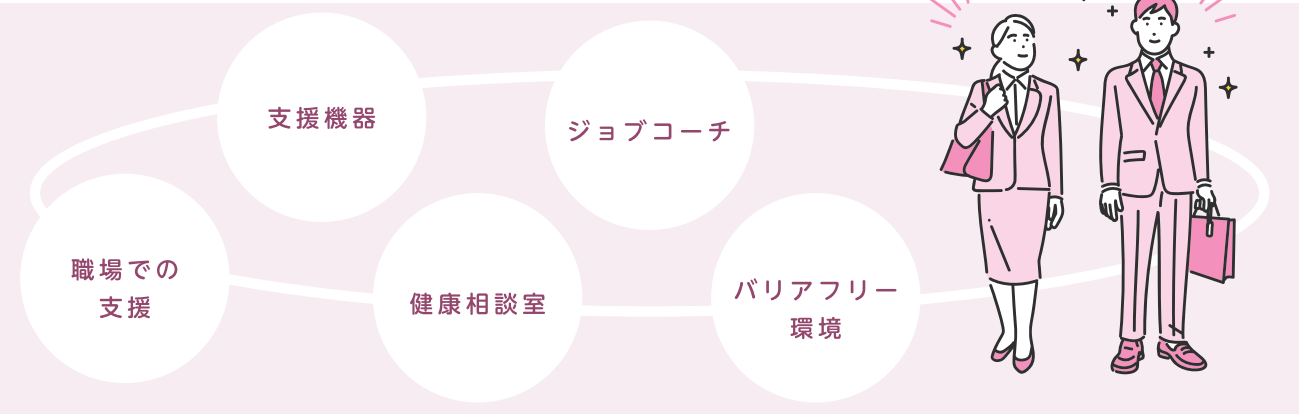 支援機器
ジョブコーチ
職場での
支援
健康相談室
バリアフリー
環境